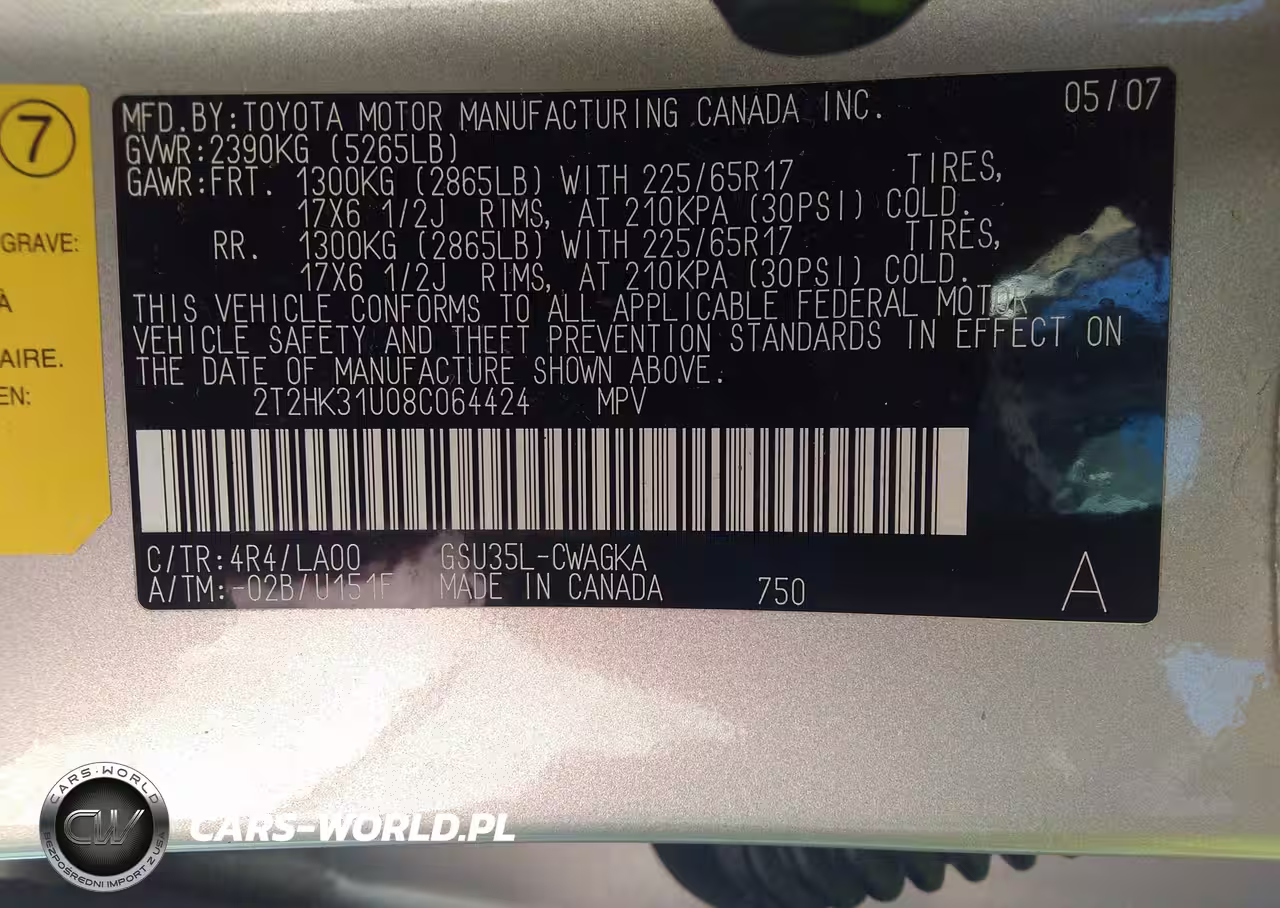 7
GRAVE:
À
AIRE.
EN:
05/07
MFD.BY:TOYOTA MOTOR MANUFACTURING CANADA INC.
GVWR:2390KG (5265LB)
GAWR:FRT. 1300KG (2865LB) WITH 225/65R17 TIRES,
17X6 1/2J RIMS, AT 210KPA (30PSI) COLD.
RR. 1300KG (2865LB) WITH 225/65R17 TIRES,
17X6 1/2J RIMS, AT 210KPA (30PSI) COLD.
THIS VEHICLE CONFORMS TO ALL APPLICABLE FEDERAL MOTOR
VEHICLE SAFETY AND THEFT PREVENTION STANDARDS IN EFFECT ON
THE DATE OF MANUFACTURE SHOWN ABOVE.
2T2HK31U08C064424 MPV
C/TR:4R4/LA00 GSU35L-CWAGKA
A/TM:-02B/U151F MADE IN CANADA 750 A
CARS-WORLD
CW
BEZPOŚREDNI IMPORT Z USA
CARS-WORLD.PL